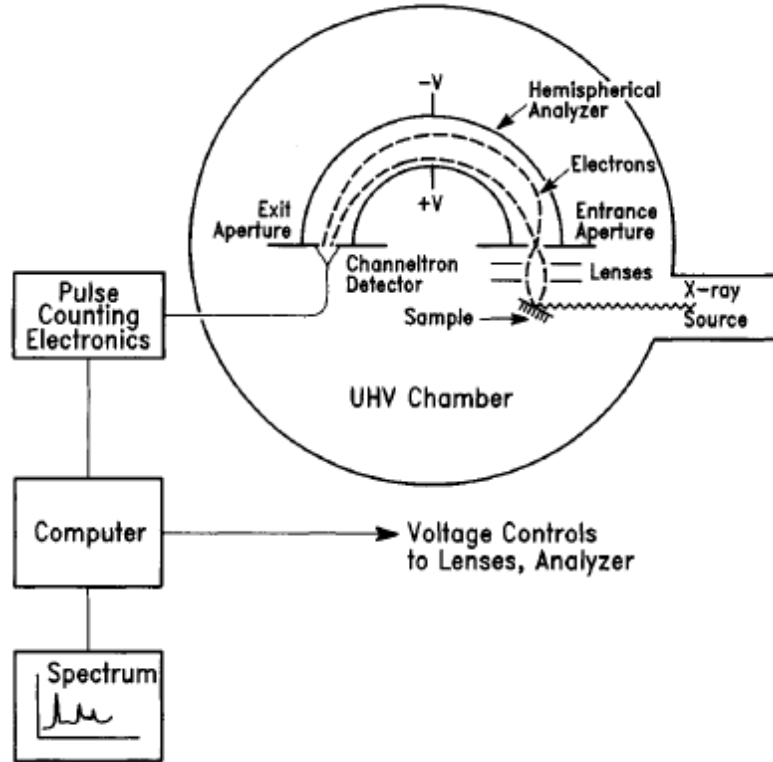 -V
Hemispherical
Analyzer
Electrons
+V
Exit
Aperture
Entrance
Aperture
Channeltron
Detector
Lenses
X-ray
Source
Sample
Pulse
Counting
Electronics
UHV Chamber
Computer
Voltage Controls
to Lenses, Analyzer
Spectrum